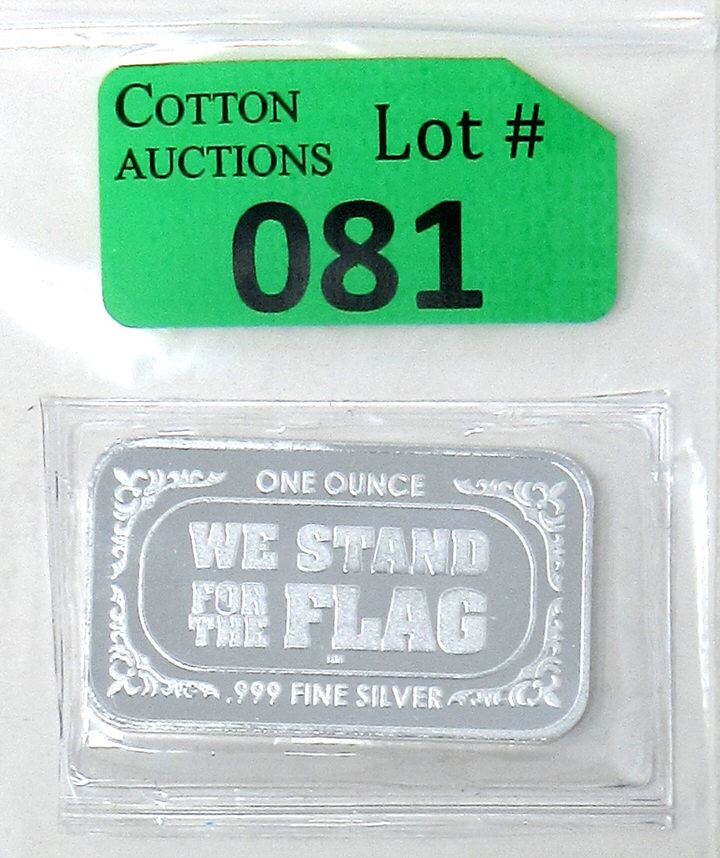 COTTON
AUCTIONS
Lot #
081
ONE OUNCE
WE STAND
FOR
THE FLAG
.999 FINE SILVER